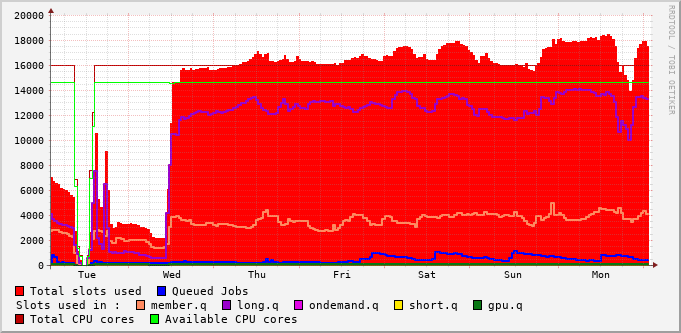 20000
18000
16000
14000
12000
10000
8000
6000
4000
2000
0
Tue Wed Thu Fri Sat Sun Mon
RRDTOOL / TOBI OETIKER
Total slots used Queued Jobs
Slots used in : member.q long.q ondemand.q short.q gpu.q
Total CPU cores Available CPU cores